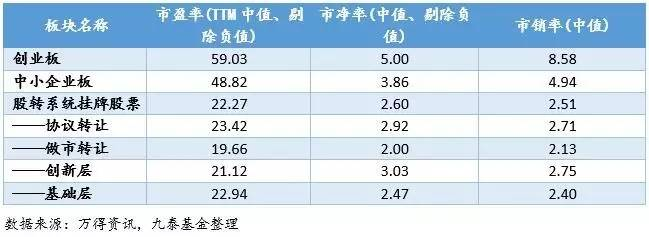 板块名称 市盈率(TTM 中值、剔除负值) 市净率(中值、剔除负值) 市销率(中值)
创业板 59.03 5.00 8.58
中小企业板 48.82 3.86 4.94
股转系统挂牌股票 22.27 2.60 2.51
——协议转让 23.42 2.92 2.71
——做市转让 19.66 2.00 2.13
——创新层 21.12 3.03 2.75
——基础层 22.94 2.47 2.40
数据来源：万得资讯，九泰基金整理